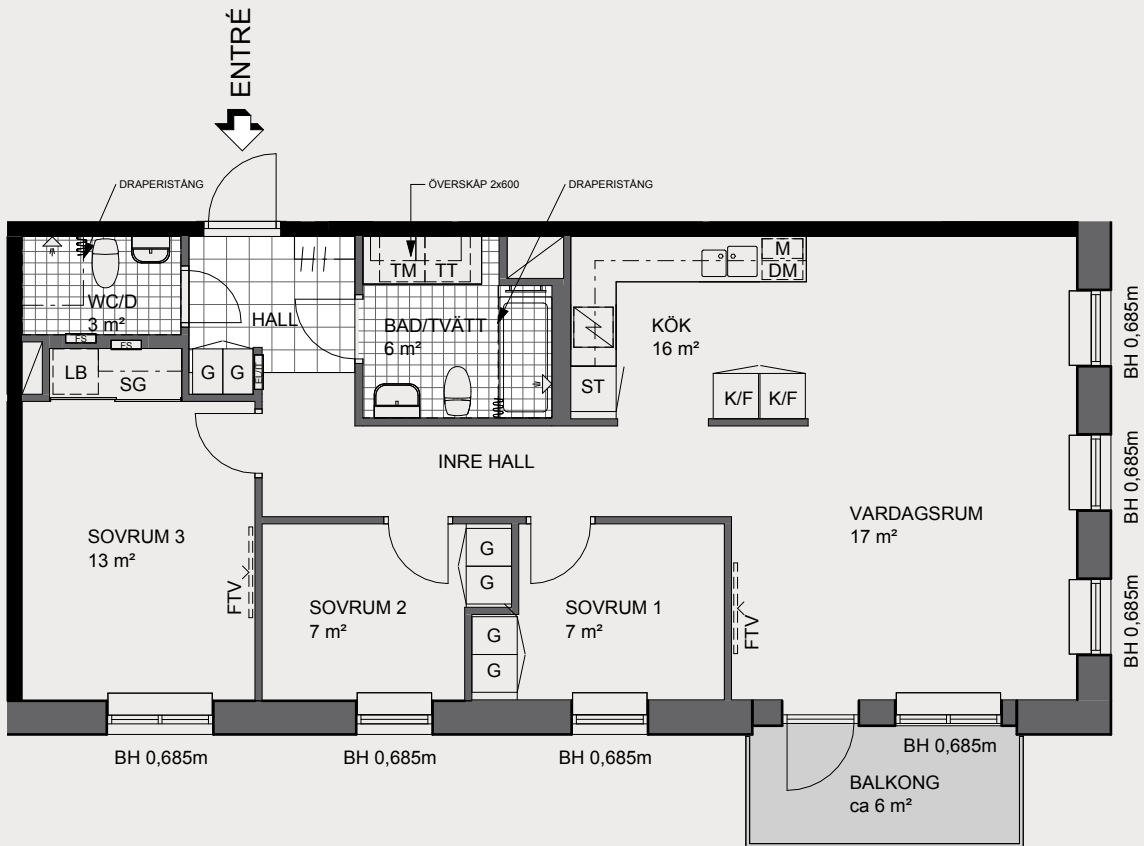 ENTRÉ
DRAPERISTÅNG
ÖVERSKÅP 2x600
DRAPERISTÅNG
WC/D
3 m²
HALL
TM
TT
BAD/TVÄTT
6 m²
KÖK
16 m²
M
DM
FS
FS
LB
SG
G
G
EL/IT
ST
K/F
K/F
BH 0,685m
BH 0,685m
BH 0,685m
INRE HALL
SOVRUM 3
13 m²
FTV
SOVRUM 2
7 m²
G
G
G
G
SOVRUM 1
7 m²
FTV
VARDAGSRUM
17 m²
BH 0,685m
BH 0,685m
BH 0,685m
BH 0,685m
BALKONG
ca 6 m²